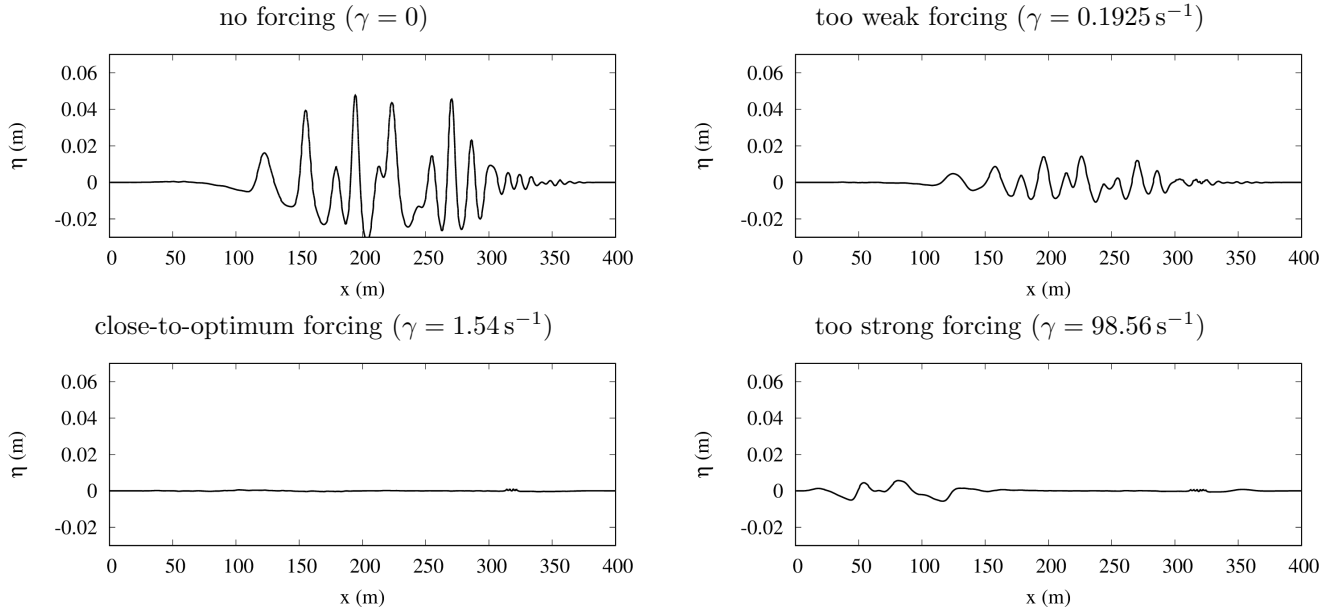 no forcing (γ = 0)
0.06
0.04
0.02
0
-0.02
η (m)
0 50 100 150 200 250 300 350 400
x (m)
too weak forcing (γ = 0.1925 s⁻¹)
0.06
0.04
0.02
0
-0.02
η (m)
0 50 100 150 200 250 300 350 400
x (m)
close-to-optimum forcing (γ = 1.54 s⁻¹)
0.06
0.04
0.02
0
-0.02
η (m)
0 50 100 150 200 250 300 350 400
x (m)
too strong forcing (γ = 98.56 s⁻¹)
0.06
0.04
0.02
0
-0.02
η (m)
0 50 100 150 200 250 300 350 400
x (m)